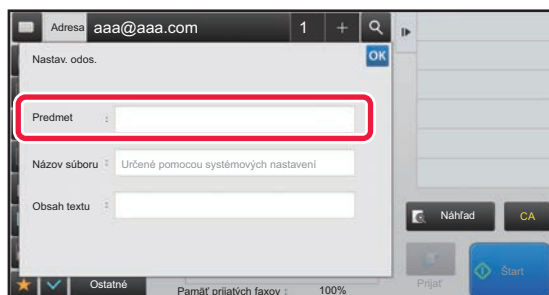 Adresa aaa@aaa.com 1 +
Nastav. odos. OK
Predmet :
Názov súboru : Určené pomocou systémových nastavení
Obsah textu :
Náhľad CA
Prijať Štart
Ostatné Pamäť prijatých faxov : 100%